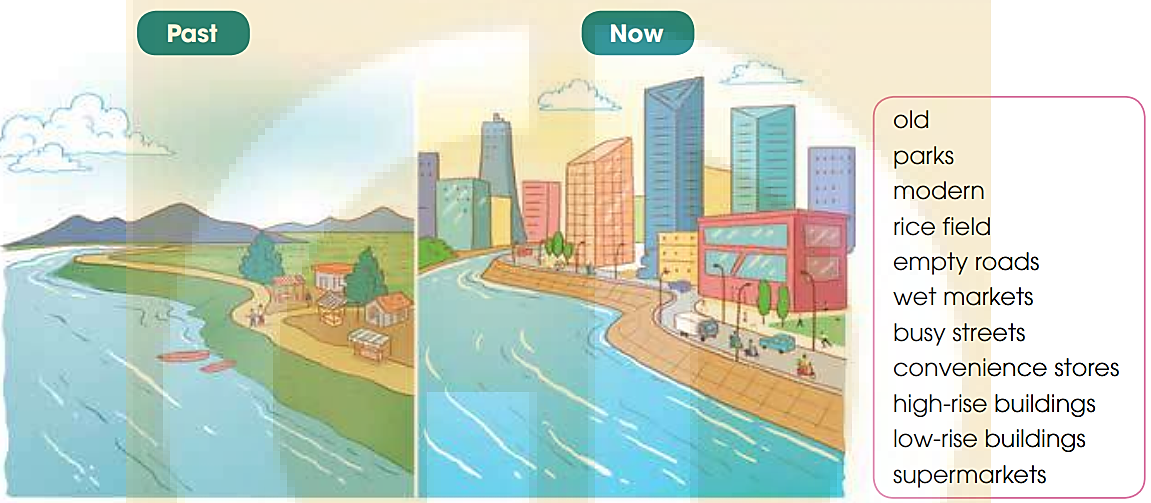 Past
Now
old
parks
modern
rice field
empty roads
wet markets
busy streets
convenience stores
high-rise buildings
low-rise buildings
supermarkets